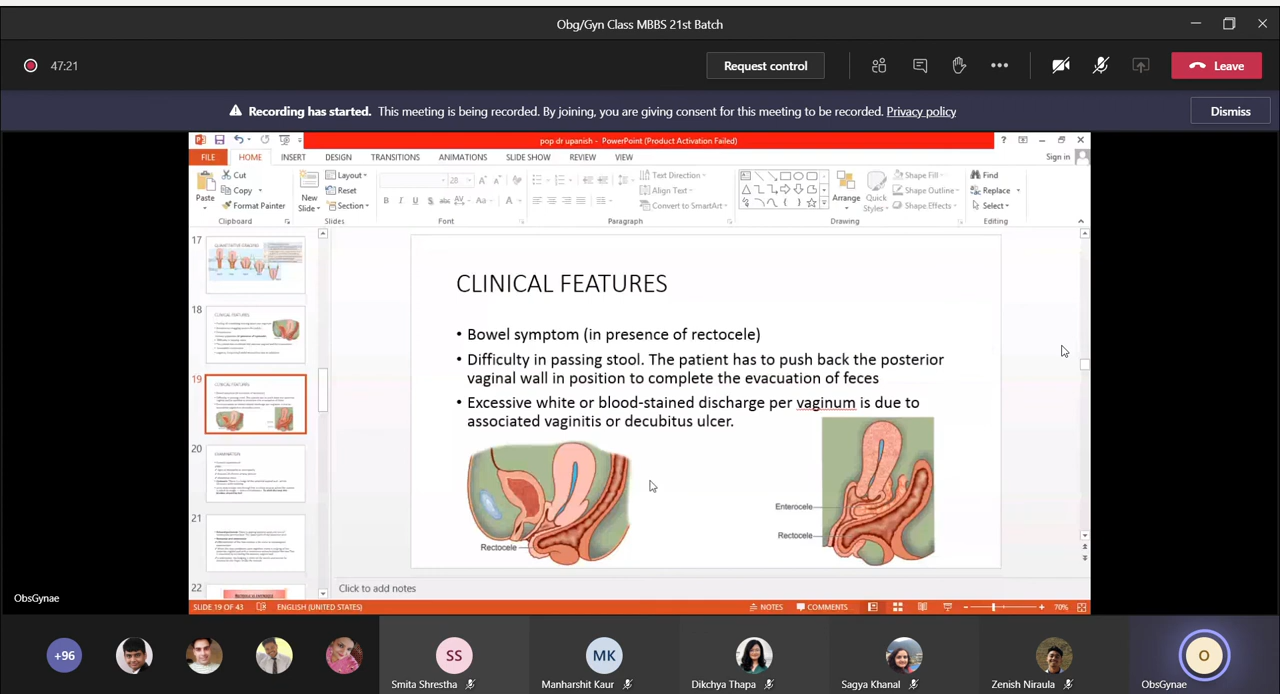 Obg/Gyn Class MBBS 21st Batch
47:21
Request control
Leave
Recording has started. This meeting is being recorded. By joining, you are giving consent for this meeting to be recorded. Privacy policy
Dismiss
pop dr upanish - PowerPoint (Product Activation Failed)
FILE HOME INSERT DESIGN TRANSITIONS ANIMATIONS SLIDE SHOW REVIEW VIEW
Sign in
Paste
Cut
Copy
Format Painter
Clipboard
New Slide
Layout
Reset
Section
Slides
28
Font
Text Direction
Align Text
Convert to SmartArt
Paragraph
Arrange
Quick Styles
Shape Fill
Shape Outline
Shape Effects
Drawing
Find
Replace
Select
Editing
17
18
CLINICAL FEATURES
19
CLINICAL FEATURES
20
EXAMINATION
21
22
CLINICAL FEATURES
• Bowel symptom (in presence of rectocele)
• Difficulty in passing stool. The patient has to push back the posterior
vaginal wall in position to complete the evacuation of feces
• Excessive white or blood-stained discharge per vaginum is due to
associated vaginitis or decubitus ulcer.
Rectocele
Enterocele
Rectocele
Click to add notes
SLIDE 19 OF 43 ENGLISH (UNITED STATES) NOTES COMMENTS 70%
ObsGynae
+96
SS
MK
O
Smita Shrestha
Manharshit Kaur
Dikchya Thapa
Sagya Khanal
Zenish Niraula
ObsGynae